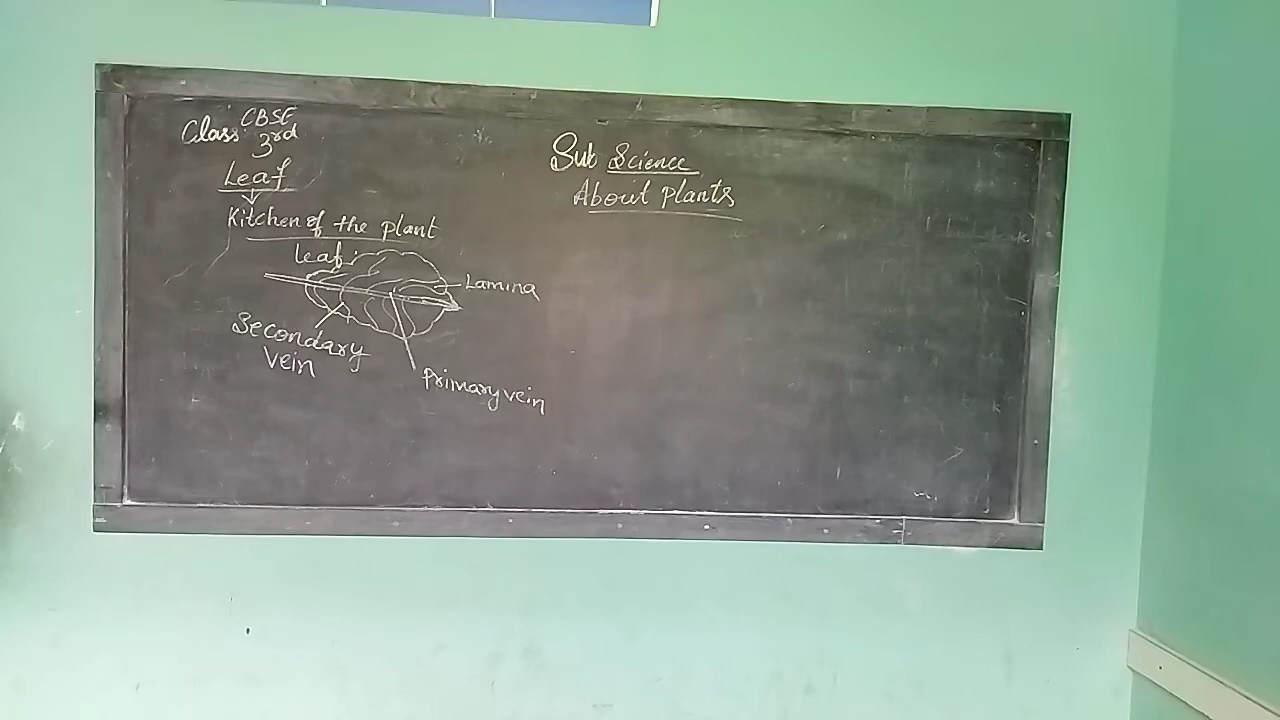 CBSE
Class: 3rd
Sub Science
About plants
Leaf
Kitchen of the plant
Leaf:
Lamina
Secondary
vein
Primary vein